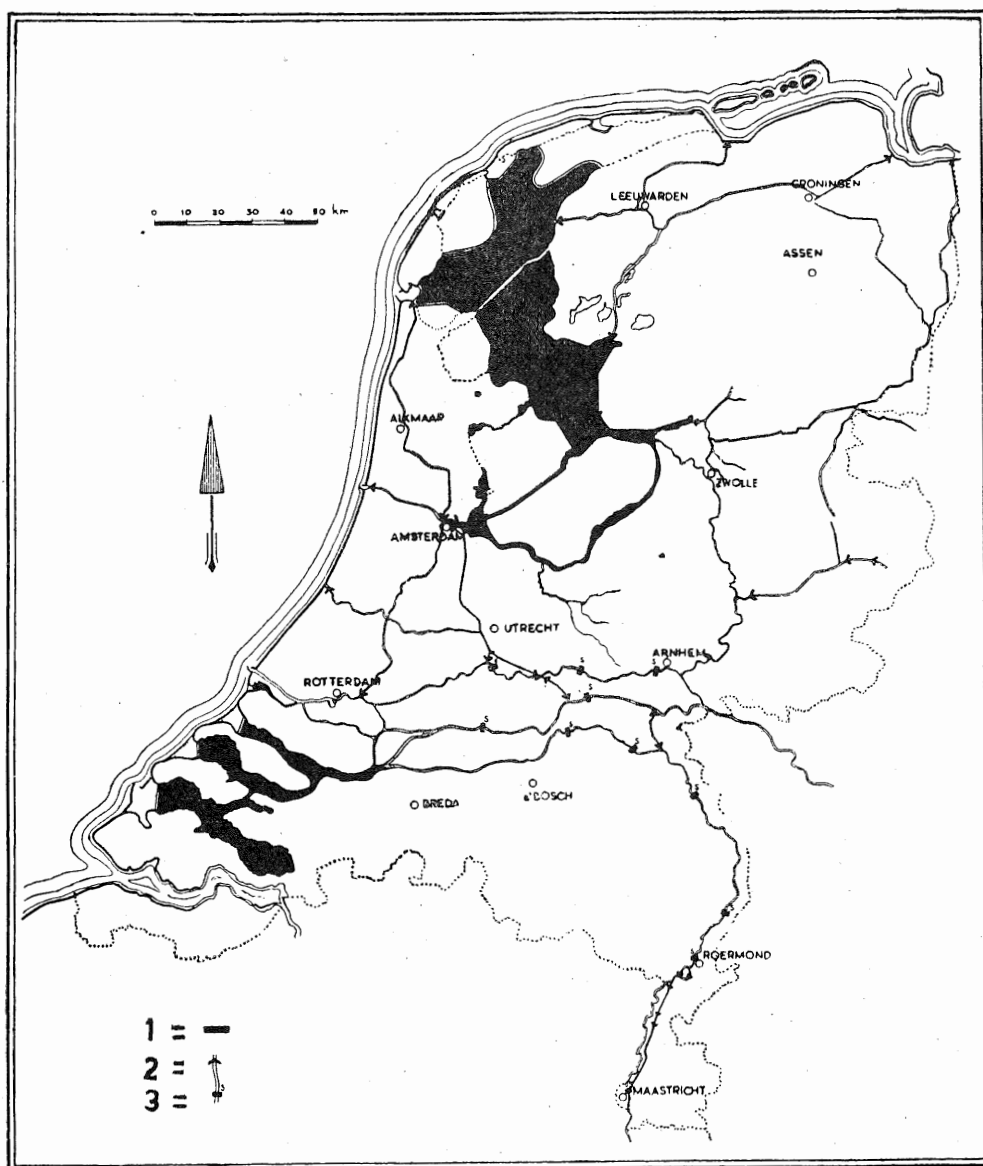 LEEUWARDEN
GRONINGEN
0 10 20 30 40 50 km
ASSEN
ALKMAAR
ZWOLLE
AMSTERDAM
UTRECHT
ARNHEM
ROTTERDAM
BREDA
s'BOSCH
ROERMOND
1 =
2 =
3 =
S
MAASTRICHT